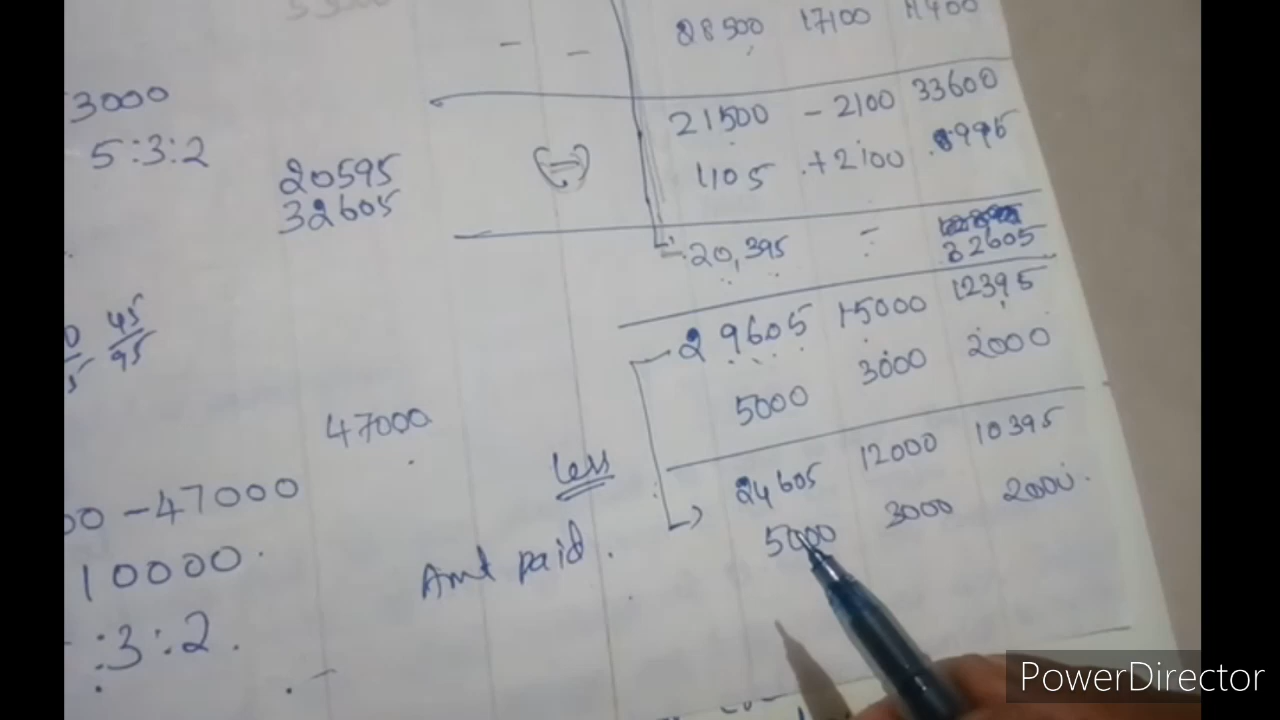 28500 17100 11400
3000
21500 - 2100 33600
5:3:2
20595 1105 + 2100 .8995
32605
- 20,395 - 32605
45
95
29605 15000 12395
5000 3000 2000
47000
24605 12000 10395
less
00 - 47000
5000 3000 2000
10000
Amt paid.
:3:2.
PowerDirector